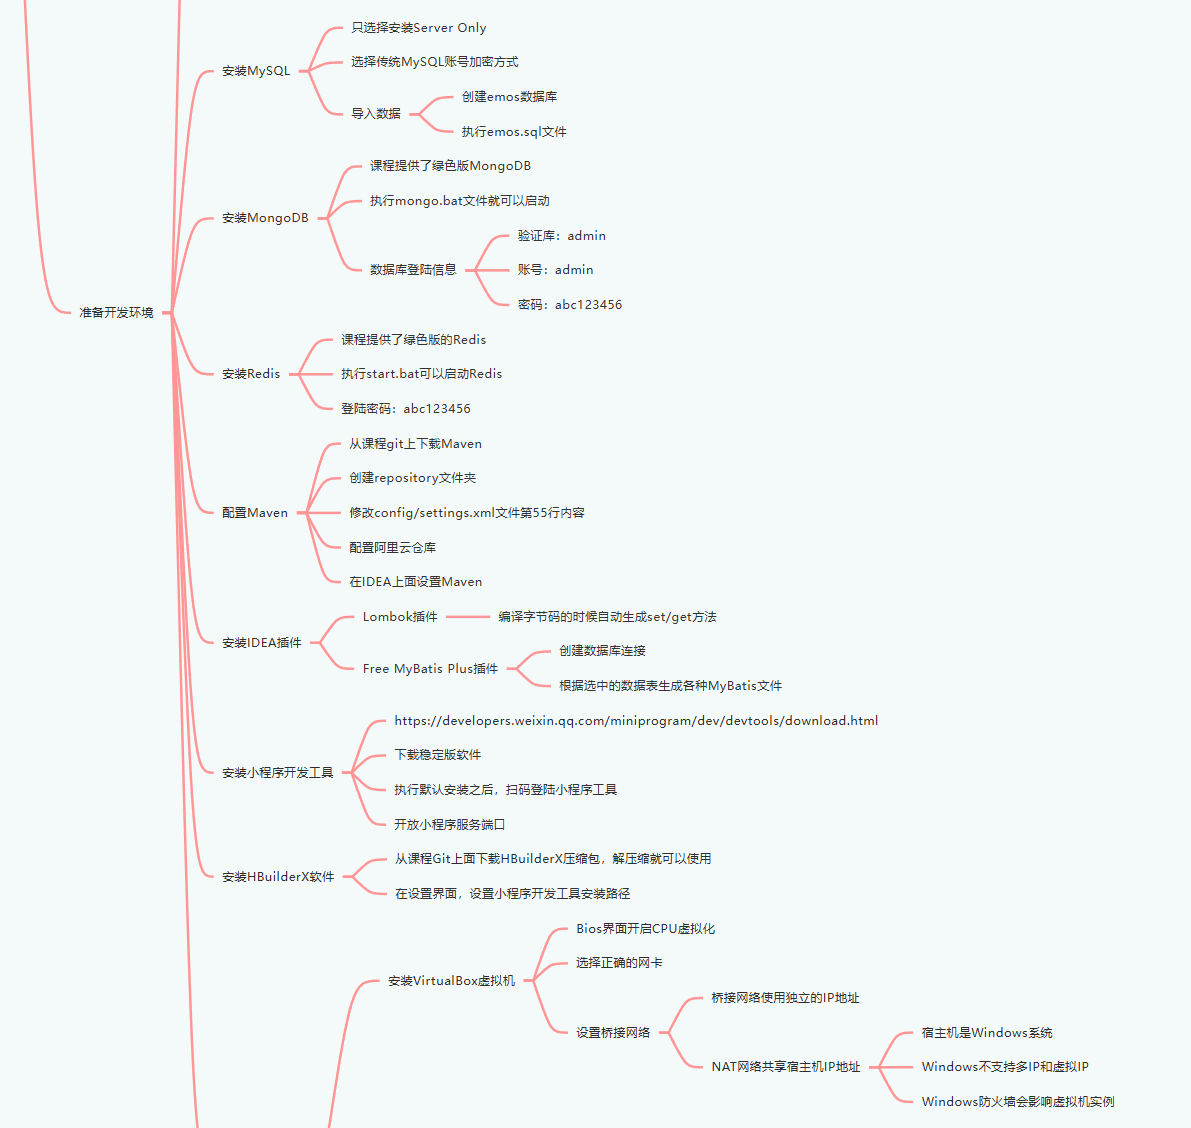 准备开发环境
安装MySQL
只选择安装Server Only
选择传统MySQL账号加密方式
导入数据
创建emos数据库
执行emos.sql文件
安装MongoDB
课程提供了绿色版MongoDB
执行mongo.bat文件就可以启动
数据库登陆信息
验证库：admin
账号：admin
密码：abc123456
安装Redis
课程提供了绿色版的Redis
执行start.bat可以启动Redis
登陆密码：abc123456
配置Maven
从课程git上下载Maven
创建repository文件夹
修改config/settings.xml文件第55行内容
配置阿里云仓库
在IDEA上面设置Maven
安装IDEA插件
Lombok插件
编译字节码的时候自动生成set/get方法
Free MyBatis Plus插件
创建数据库连接
根据选中的数据表生成各种MyBatis文件
安装小程序开发工具
https://developers.weixin.qq.com/miniprogram/dev/devtools/download.html
下载稳定版软件
执行默认安装之后，扫码登陆小程序工具
开放小程序服务端口
安装HBuilderX软件
从课程Git上面下载HBuilderX压缩包，解压缩就可以使用
在设置界面，设置小程序开发工具安装路径
安装VirtualBox虚拟机
Bios界面开启CPU虚拟化
选择正确的网卡
设置桥接网络
桥接网络使用独立的IP地址
NAT网络共享宿主机IP地址
宿主机是Windows系统
Windows不支持多IP和虚拟IP
Windows防火墙会影响虚拟机实例